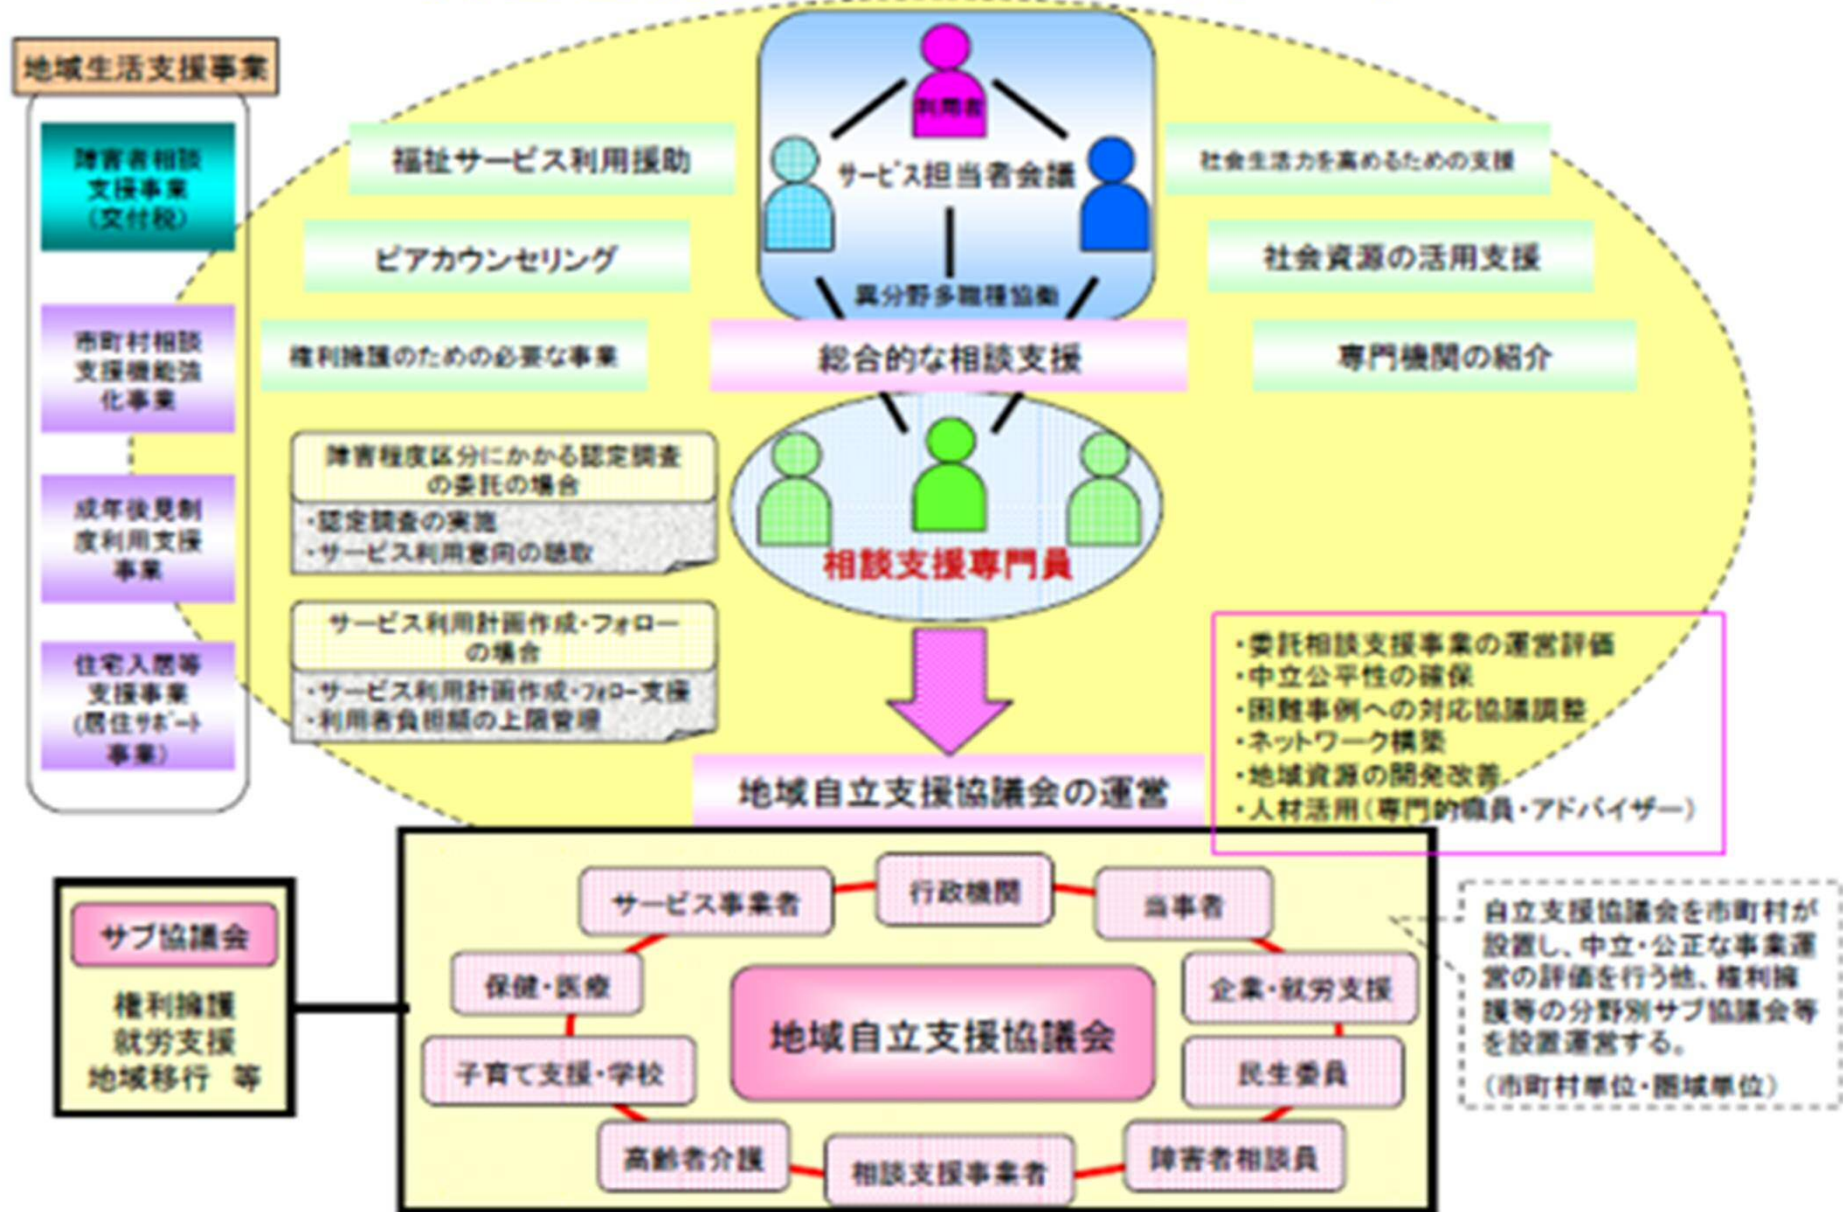 地域生活支援事業
障害者相談
支援事業
（交付税）
市町村相談
支援機能強
化事業
成年後見制
度利用支援
事業
住宅入居等
支援事業
(居住ｻﾎﾟｰﾄ
事業）
利用者
サービス担当者会議
異分野多職種協働
福祉サービス利用援助
ピアカウンセリング
権利擁護のための必要な事業
総合的な相談支援
社会生活力を高めるための支援
社会資源の活用支援
専門機関の紹介
障害程度区分にかかる認定調査
の委託の場合
・認定調査の実施
・サービス利用意向の聴取
サービス利用計画作成・フォロー
の場合
・サービス利用計画作成・ﾌｫﾛｰ支援
・利用者負担額の上限管理
相談支援専門員
・委託相談支援事業の運営評価
・中立公平性の確保
・困難事例への対応協議調整
・ネットワーク構築
・地域資源の開発改善
・人材活用（専門的職員・アドバイザー）
地域自立支援協議会の運営
サブ協議会
権利擁護
就労支援
地域移行　等
サービス事業者
行政機関
当事者
保健・医療
企業・就労支援
地域自立支援協議会
子育て支援・学校
民生委員
高齢者介護
相談支援事業者
障害者相談員
自立支援協議会を市町村が
設置し、中立・公正な事業運
営の評価を行う他、権利擁
護等の分野別サブ協議会等
を設置運営する。
（市町村単位・圏域単位）